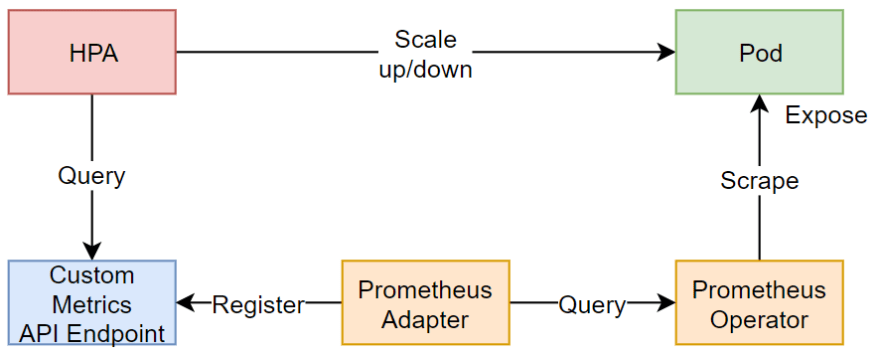 HPA
Scale
up/down
Pod
Expose
Query
Scrape
Custom
Metrics
API Endpoint
Register
Prometheus
Adapter
Query
Prometheus
Operator